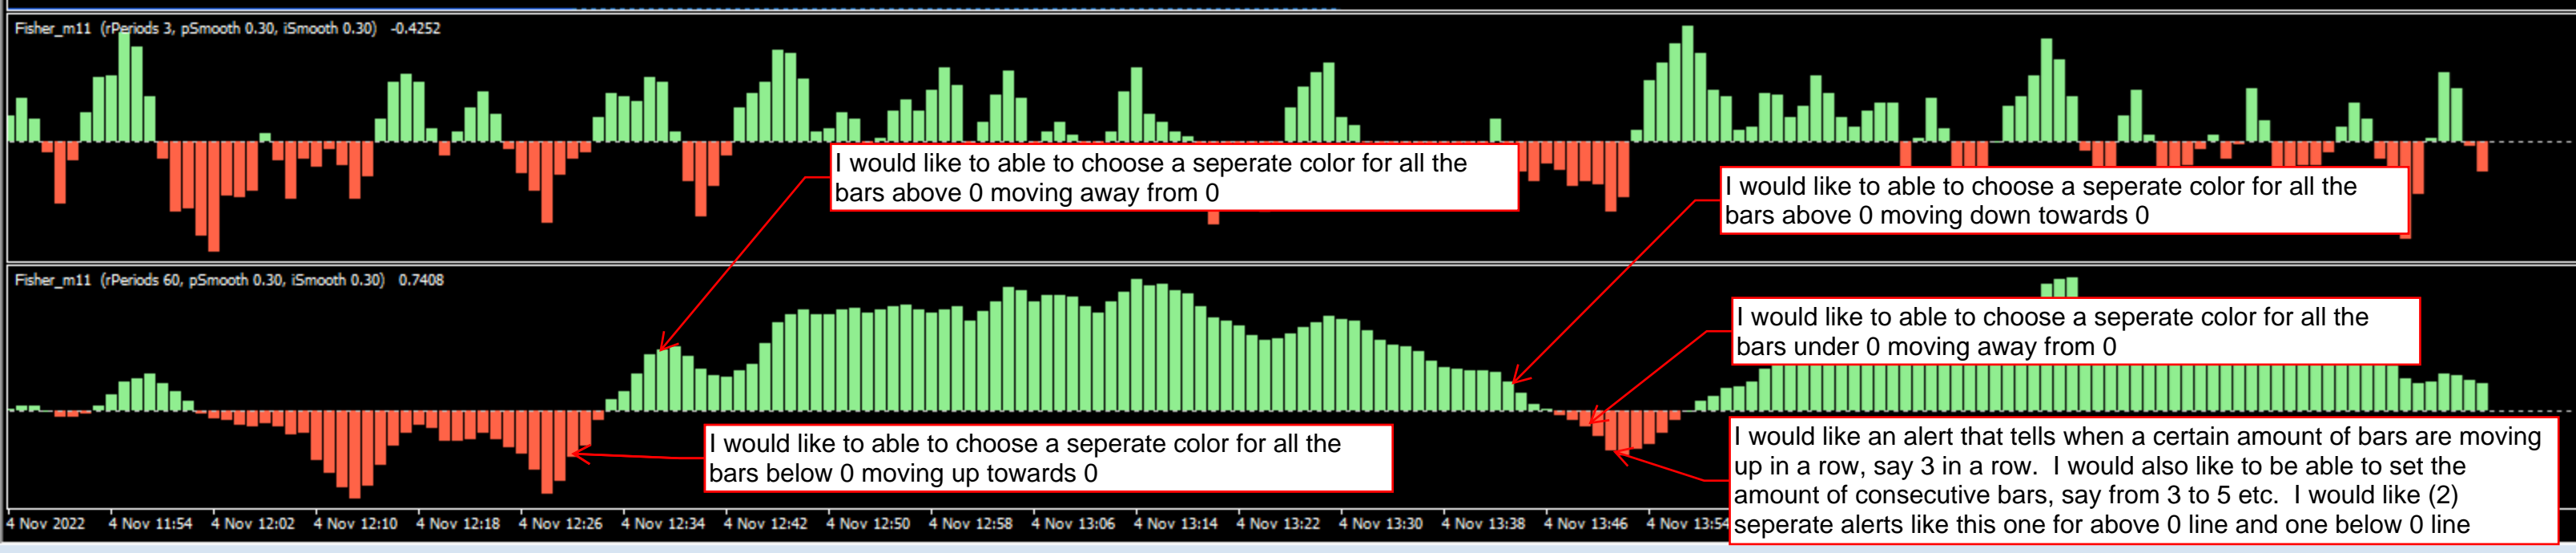 Fisher_m11 (rPeriods 3, pSmooth 0.30, iSmooth 0.30) -0.4252
I would like to able to choose a seperate color for all the
bars above 0 moving away from 0
I would like to able to choose a seperate color for all the
bars above 0 moving down towards 0
Fisher_m11 (rPeriods 60, pSmooth 0.30, iSmooth 0.30) 0.7408
I would like to able to choose a seperate color for all the
bars under 0 moving away from 0
I would like to able to choose a seperate color for all the
bars below 0 moving up towards 0
I would like an alert that tells when a certain amount of bars are moving
up in a row, say 3 in a row. I would also like to be able to set the
amount of consecutive bars, say from 3 to 5 etc. I would like (2)
seperate alerts like this one for above 0 line and one below 0 line
4 Nov 2022 4 Nov 11:54 4 Nov 12:02 4 Nov 12:10 4 Nov 12:18 4 Nov 12:26 4 Nov 12:34 4 Nov 12:42 4 Nov 12:50 4 Nov 12:58 4 Nov 13:06 4 Nov 13:14 4 Nov 13:22 4 Nov 13:30 4 Nov 13:38 4 Nov 13:46 4 Nov 13:54